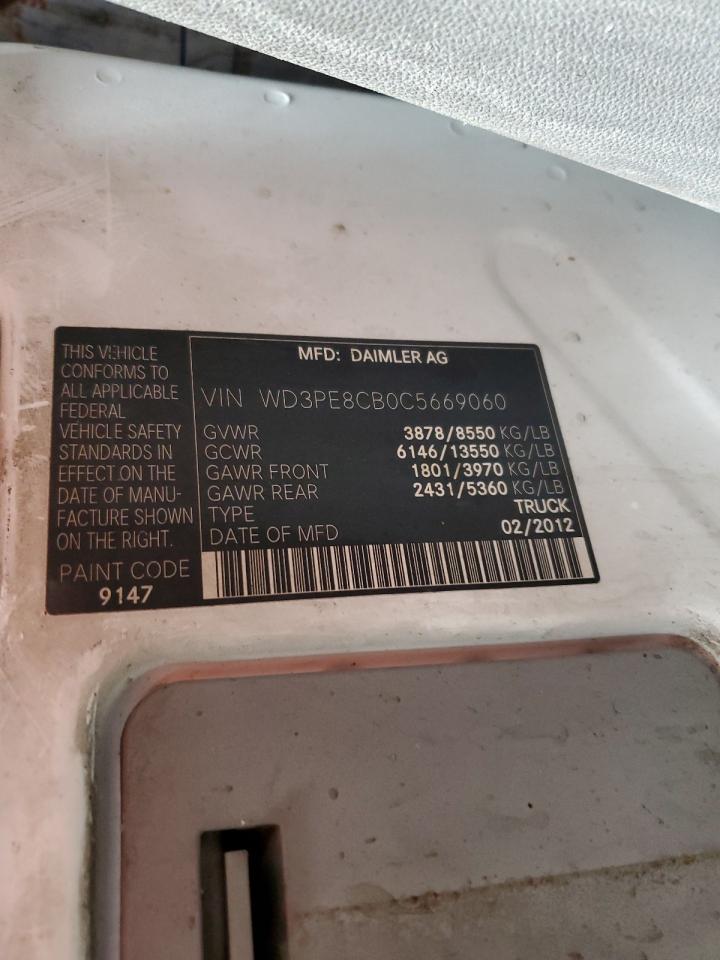 THIS VEHICLE
CONFORMS TO
ALL APPLICABLE
FEDERAL
VEHICLE SAFETY
STANDARDS IN
EFFECT ON THE
DATE OF MANU-
FACTURE SHOWN
ON THE RIGHT.
PAINT CODE
9147
MFD: DAIMLER AG
VIN WD3PE8CB0C5669060
GVWR 3878/8550 KG/LB
GCWR 6146/13550 KG/LB
GAWR FRONT 1801/3970 KG/LB
GAWR REAR 2431/5360 KG/LB
TYPE TRUCK
DATE OF MFD 02/2012